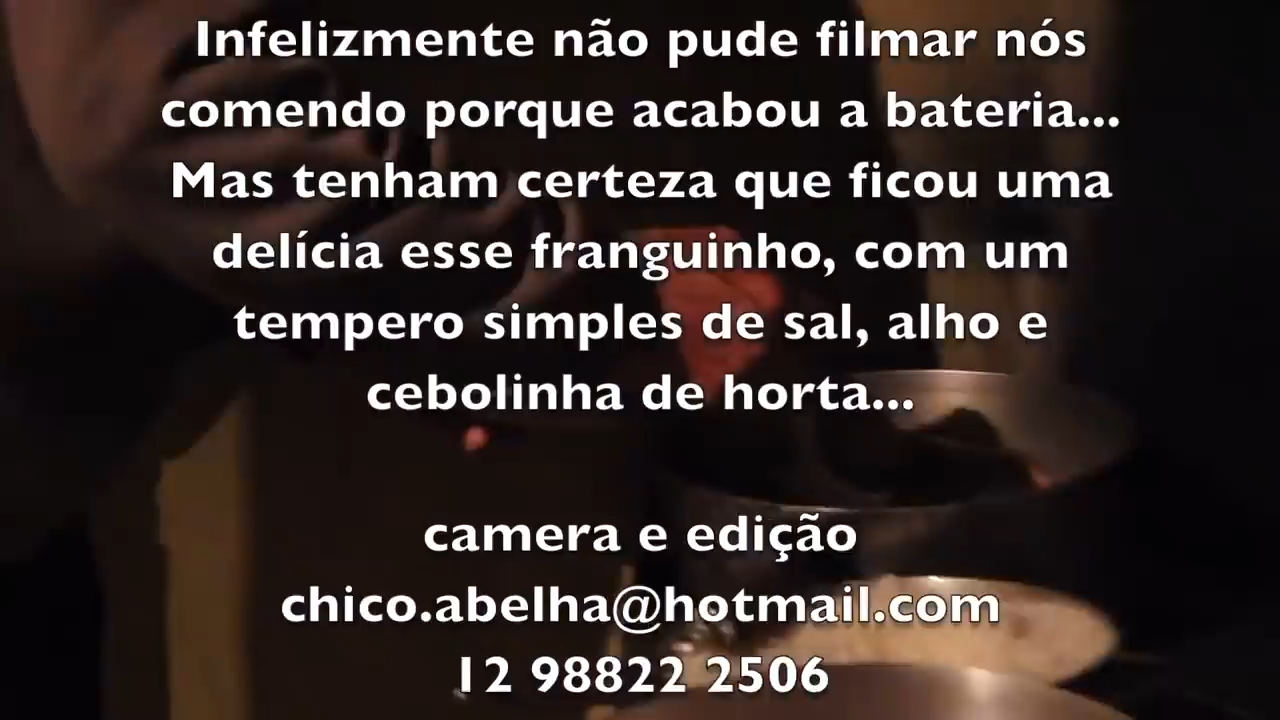 Infelizmente não pude filmar nós
comendo porque acabou a bateria...
Mas tenham certeza que ficou uma
delícia esse franguinho, com um
tempero simples de sal, alho e
cebolinha de horta...
camera e edição
chico.abelha@hotmail.com
12 98822 2506